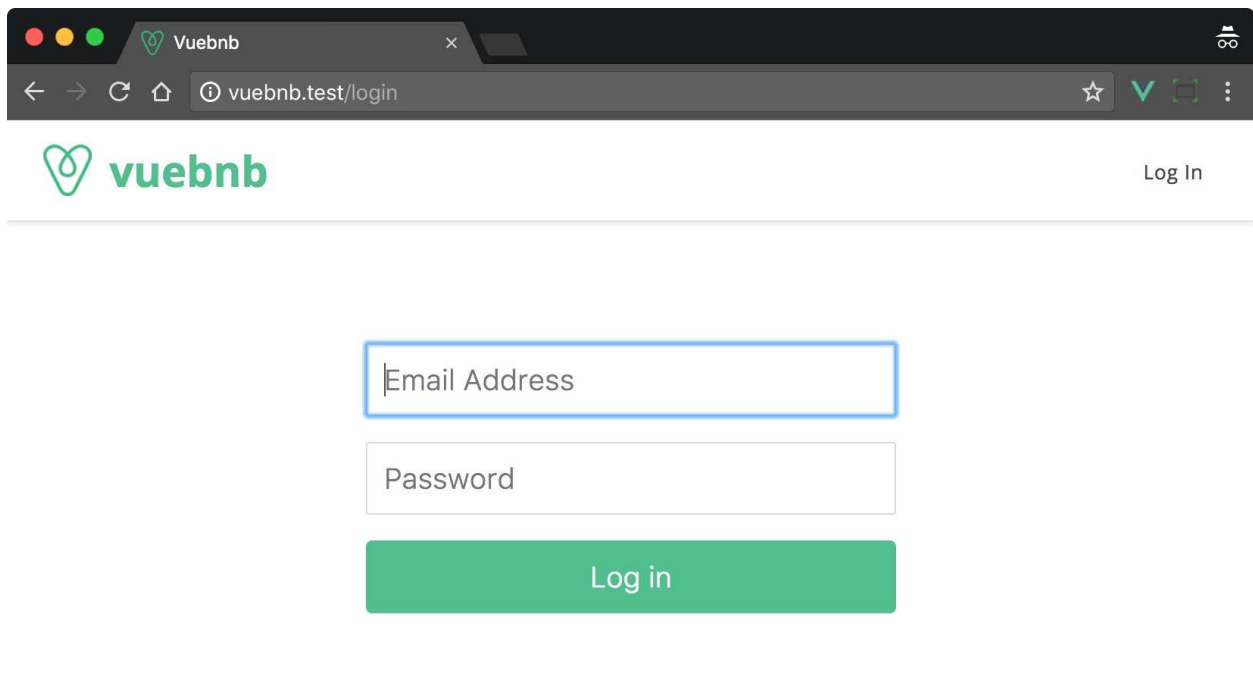 Vuebnb
vuebnb.test/login
vuebnb
Log In
Email Address
Password
Log in